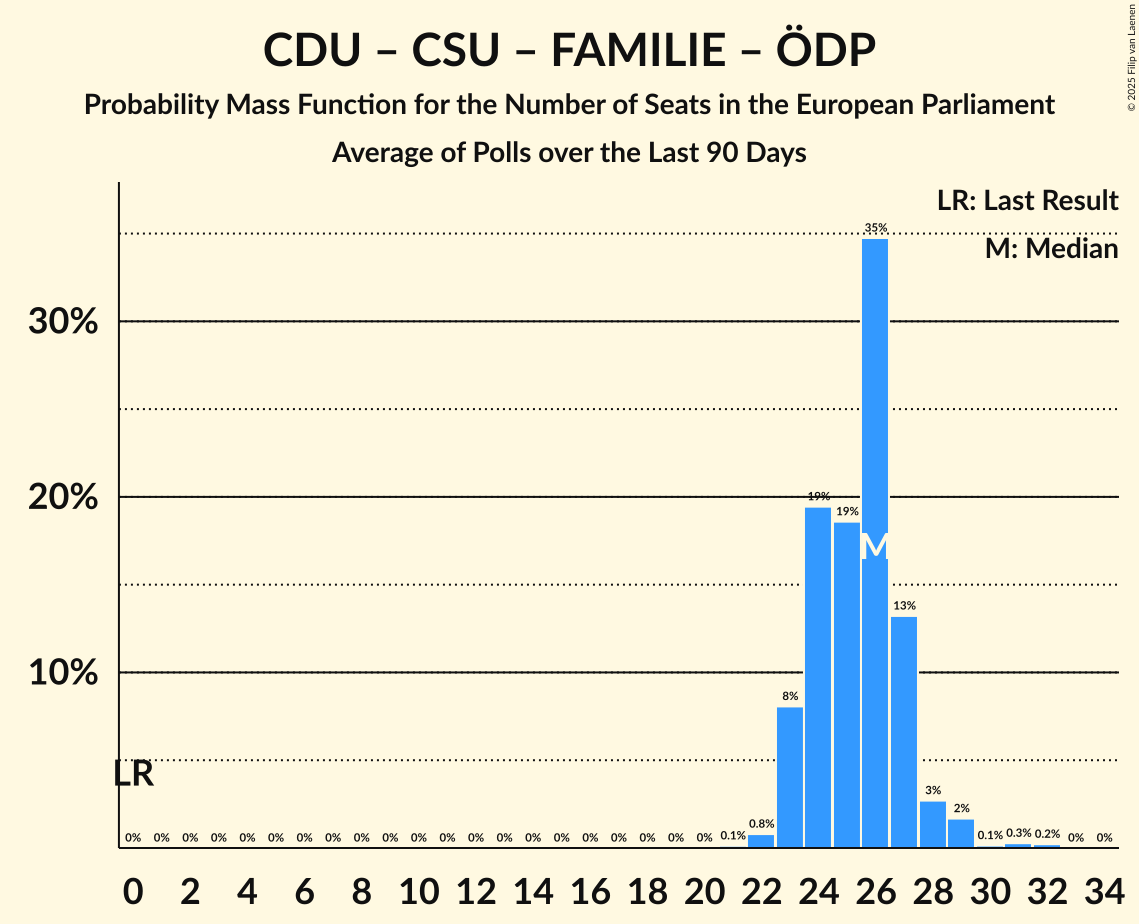 CDU – CSU – FAMILIE – ÖDP
Probability Mass Function for the Number of Seats in the European Parliament
Average of Polls over the Last 90 Days
© 2025 Filip van Laenen
LR: Last Result
M: Median
30%
20%
10%
LR
M
0% 0% 0% 0% 0% 0% 0% 0% 0% 0% 0% 0% 0% 0% 0% 0% 0% 0% 0% 0% 0% 0.1% 0.8% 8% 19% 19% 35% 13% 3% 2% 0.1% 0.3% 0.2% 0% 0%
0 2 4 6 8 10 12 14 16 18 20 22 24 26 28 30 32 34